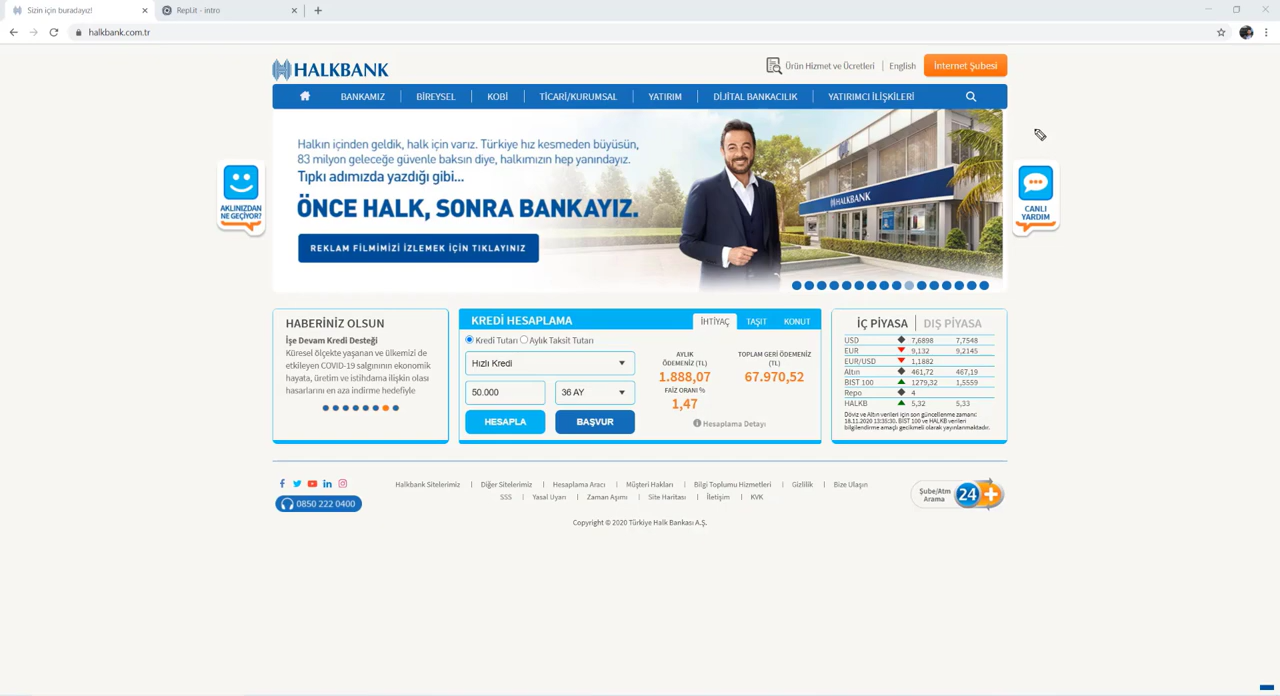 Sizin için buradayız!
Repl.it - intro
halkbank.com.tr
HALKBANK
Ürün Hizmet ve Ücretleri
English
İnternet Şubesi
BANKAMIZ
BİREYSEL
KOBİ
TİCARİ/KURUMSAL
YATIRIM
DİJİTAL BANKACILIK
YATIRIMCI İLİŞKİLERİ
Halkın içinden geldik, halk için varız. Türkiye hız kesmeden büyüsün,
83 milyon geleceğe güvenle baksın diye, halkımızın hep yanındayız.
Tıpkı adımızda yazdığı gibi...
ÖNCE HALK, SONRA BANKAYIZ.
REKLAM FİLMİMİZİ İZLEMEK İÇİN TIKLAYINIZ
HALKBANK
AKLINIZDAN
NE GEÇİYOR?
CANLI
YARDIM
HABERİNİZ OLSUN
İşe Devam Kredi Desteği
Küresel ölçekte yaşanan ve ülkemizi de
etkileyen COVID-19 salgınının ekonomik
hayata, üretim ve istihdama ilişkin olası
hasarlarını en aza indirme hedefiyle
KREDİ HESAPLAMA
İHTİYAÇ
TAŞIT
KONUT
Kredi Tutarı
Aylık Taksit Tutarı
Hızlı Kredi
50.000
36 AY
HESAPLA
BAŞVUR
AYLIK
ÖDEMENİZ (TL)
1.888,07
FAİZ ORANI %
1,47
TOPLAM GERİ ÖDEMENİZ
(TL)
67.970,52
Hesaplama Detayı
İÇ PİYASA
DIŞ PİYASA
USD 7,6898 7,7548
EUR 9,132 9,2145
EUR/USD 1,1882
Altın 461,72 467,19
BIST 100 1279,32 1,5559
Repo 4
HALKB 5,32 5,33
Döviz ve Altın verileri için son güncellenme zamanı:
18.11.2020 13:35:30. BIST 100 ve HALKB verileri
bilgilendirme amaçlı gecikmeli olarak yayınlanmaktadır.
0850 222 0400
Halkbank Sitelerimiz
Diğer Sitelerimiz
Hesaplama Aracı
Müşteri Hakları
Bilgi Toplumu Hizmetleri
Gizlilik
Bize Ulaşın
SSS
Yasal Uyarı
Zaman Aşımı
Site Haritası
İletişim
KVK
Şube/Atm
Arama
24
Copyright © 2020 Türkiye Halk Bankası A.Ş.